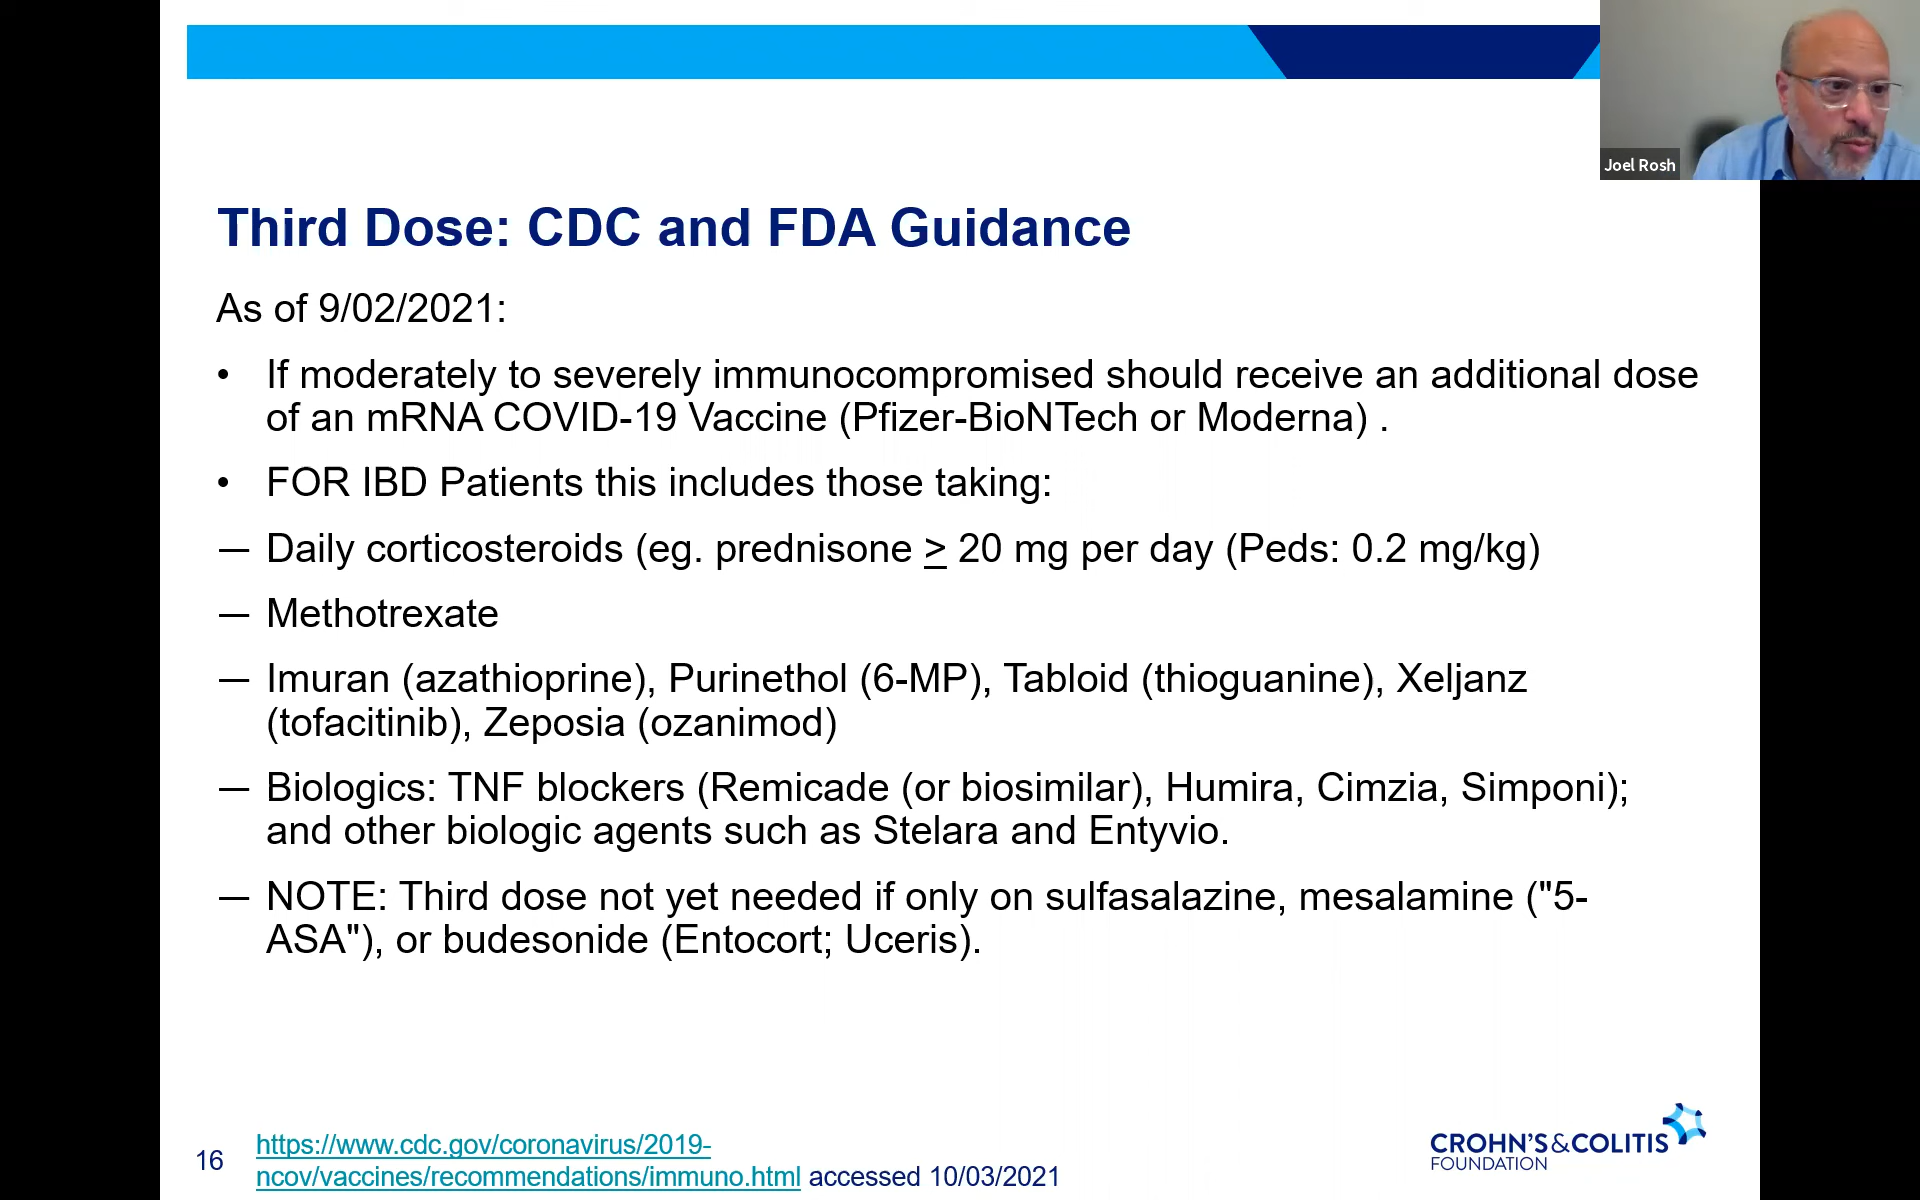 Joel Rosh
Third Dose: CDC and FDA Guidance
As of 9/02/2021:
• If moderately to severely immunocompromised should receive an additional dose
of an mRNA COVID-19 Vaccine (Pfizer-BioNTech or Moderna) .
• FOR IBD Patients this includes those taking:
— Daily corticosteroids (eg. prednisone ≥ 20 mg per day (Peds: 0.2 mg/kg)
— Methotrexate
— Imuran (azathioprine), Purinethol (6-MP), Tabloid (thioguanine), Xeljanz
(tofacitinib), Zeposia (ozanimod)
— Biologics: TNF blockers (Remicade (or biosimilar), Humira, Cimzia, Simponi);
and other biologic agents such as Stelara and Entyvio.
— NOTE: Third dose not yet needed if only on sulfasalazine, mesalamine ("5-
ASA"), or budesonide (Entocort; Uceris).
16
https://www.cdc.gov/coronavirus/2019-
ncov/vaccines/recommendations/immuno.html accessed 10/03/2021
CROHN'S&COLITIS
FOUNDATION